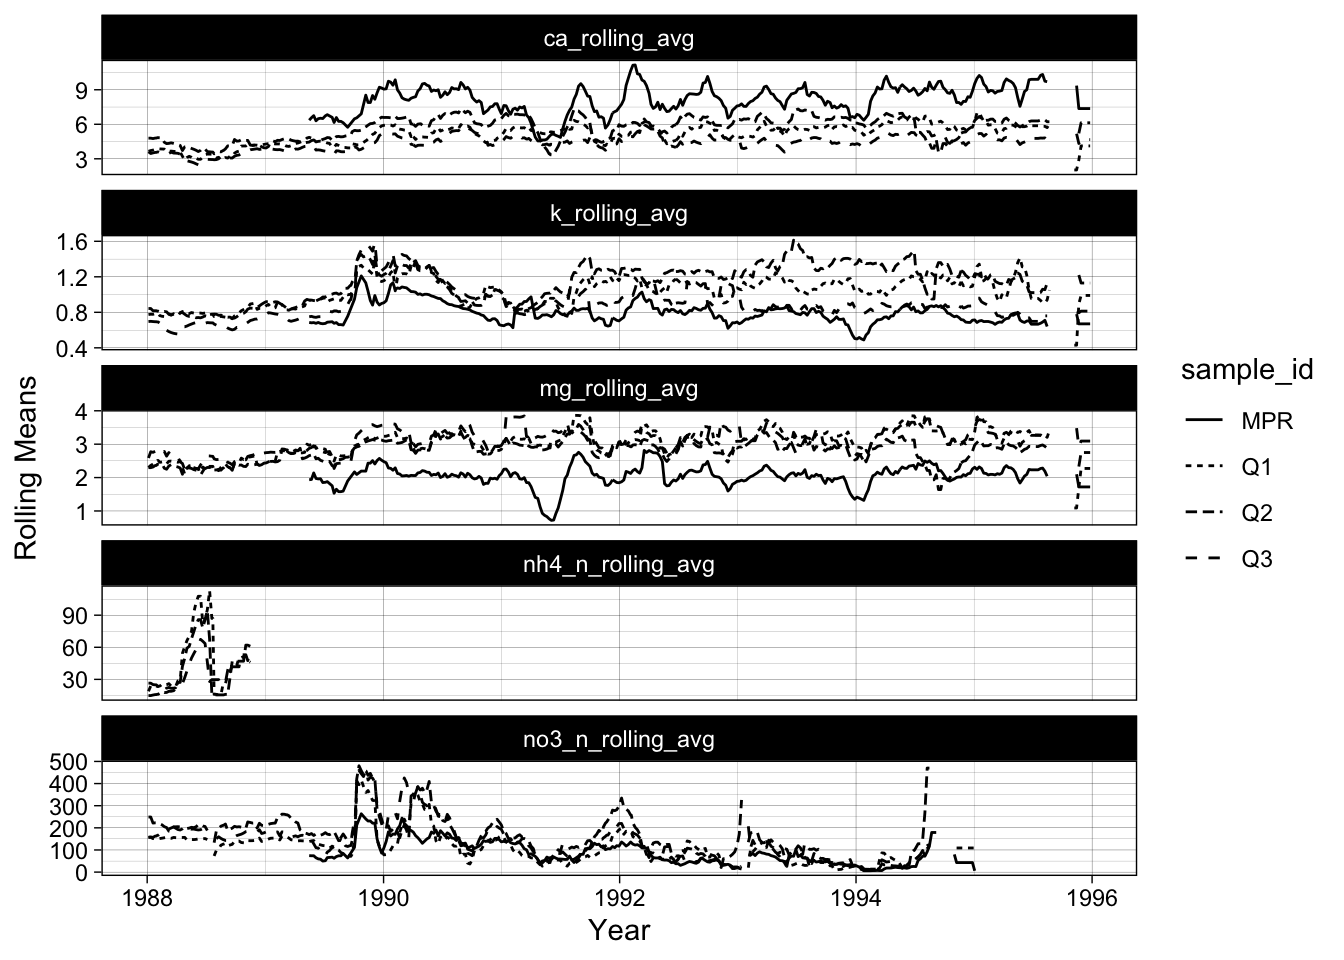 ca_rolling_avg
9
6
3
k_rolling_avg
1.6
1.2
0.8
0.4
mg_rolling_avg
4
3
2
1
nh4_n_rolling_avg
90
60
30
no3_n_rolling_avg
500
400
300
200
100
0
1988 1990 1992 1994 1996
Year
Rolling Means
sample_id
MPR
Q1
Q2
Q3